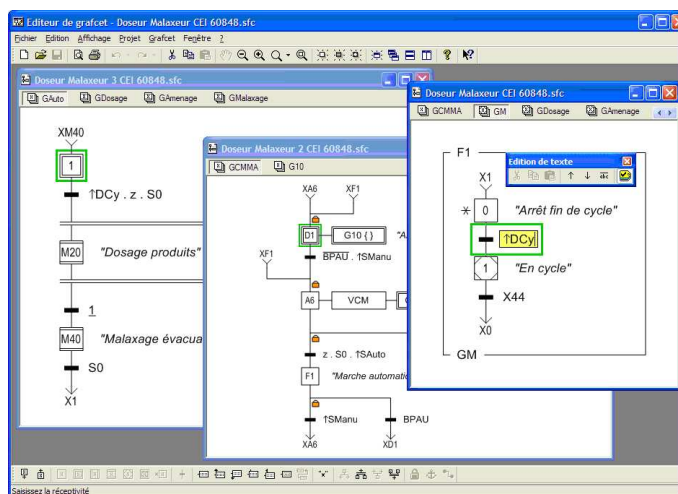 Editeur de grafcet - Doseur Malaxeur CEI 60848.sfc
Fichier Edition Affichage Projet Grafcet Fenêtre ?
Doseur Malaxeur 3 CEI 60848.sfc
GAuto GDosage GAmenage GMalaxage
XM40
1
↑DCy . z . S0
M20 "Dosage produits"
1
M40 "Malaxage évacua
S0
X1
Doseur Malaxeur 2 CEI 60848.sfc
GCMMA G10
XA6 XF1
D1 G10 { } "A
XF1
BPAU . ↑SManu
A6 VCM
z . S0 . ↑SAuto
F1 "Marche automatic
↑SManu BPAU
XA6 XD1
Doseur Malaxeur CEI 60848.sfc
GCMMA GM GDosage GAmenage
F1
Edition de texte
X1
* 0 "Arrêt fin de cycle"
↑DCy
1 "En cycle"
X44
X0
GM
Saisissez la réceptivité